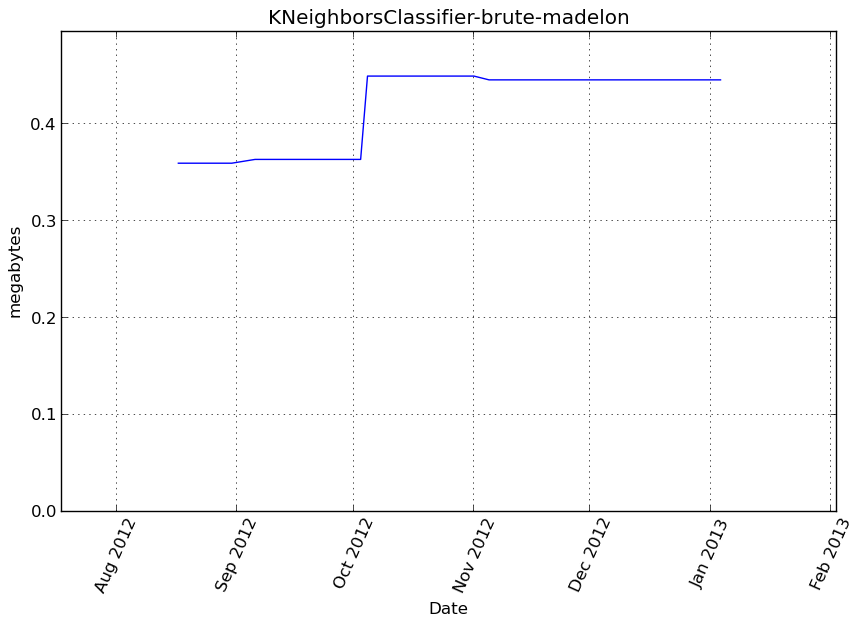 KNeighborsClassifier-brute-madelon
megabytes
0.4
0.3
0.2
0.1
0.0
Aug 2012
Sep 2012
Oct 2012
Nov 2012
Dec 2012
Jan 2013
Feb 2013
Date